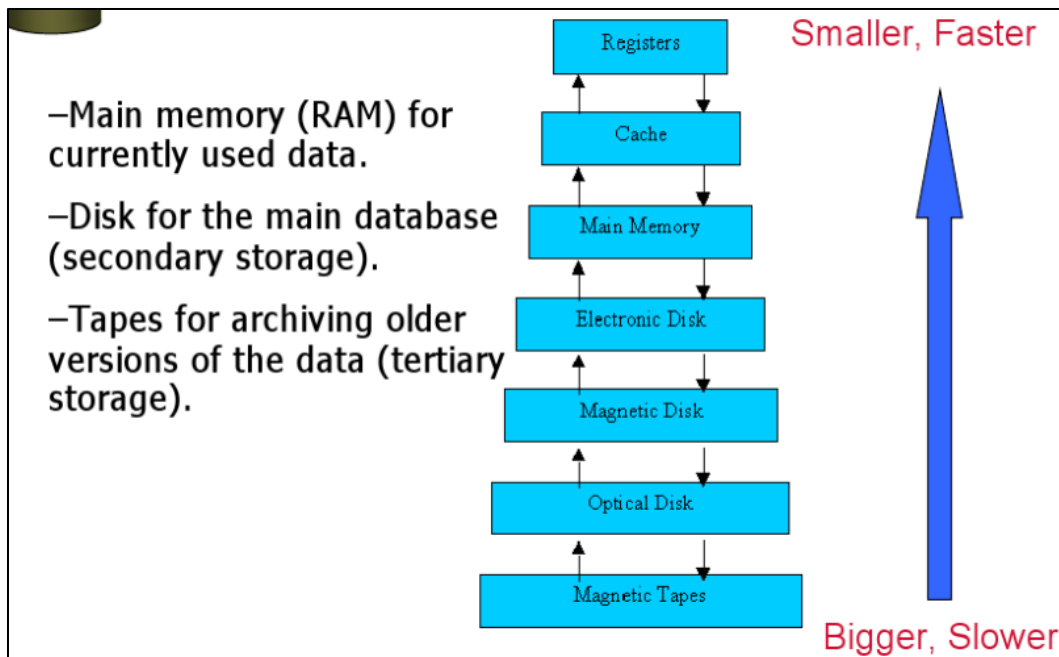 Smaller, Faster
–Main memory (RAM) for
currently used data.
–Disk for the main database
(secondary storage).
–Tapes for archiving older
versions of the data (tertiary
storage).
Registers
Cache
Main Memory
Electronic Disk
Magnetic Disk
Optical Disk
Magnetic Tapes
Bigger, Slower